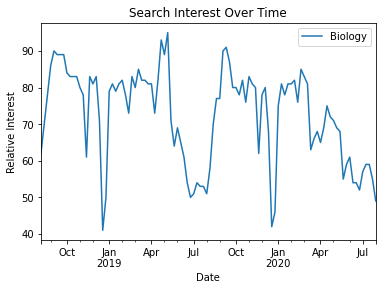 Search Interest Over Time
Biology
Relative Interest
90
80
70
60
50
40
Oct Jan Apr Jul Oct Jan Apr Jul
2019 2020
Date